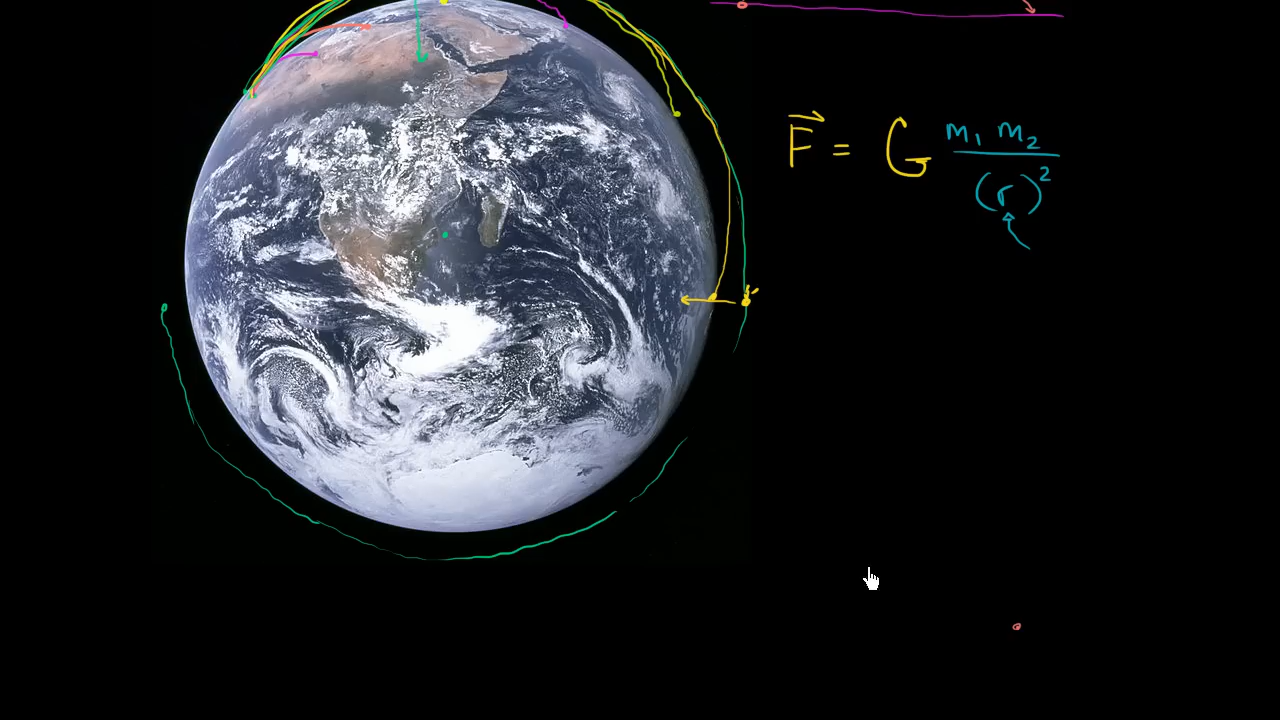 F⃗ = G m₁ m₂ / (r)²